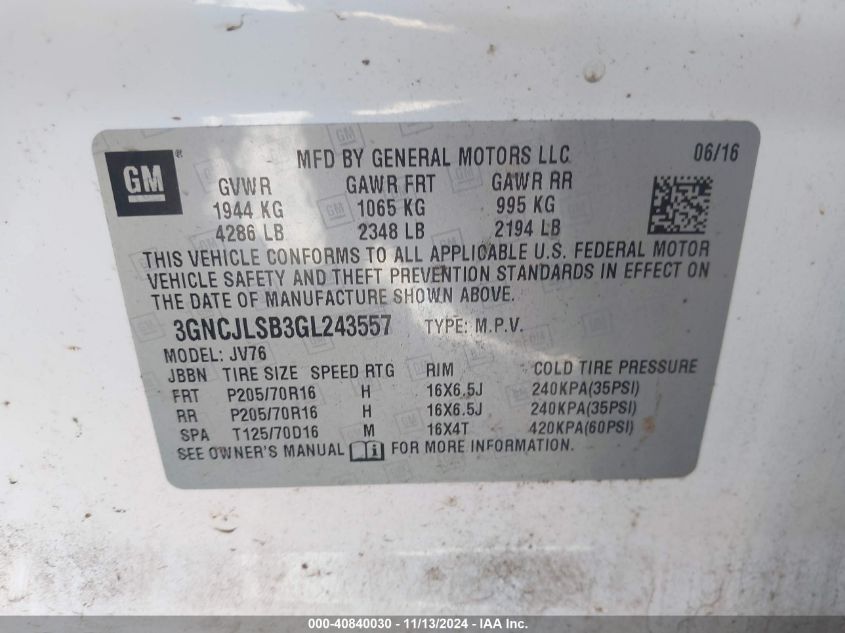 GM
®
MFD BY GENERAL MOTORS LLC
06/16
GVWR GAWR FRT GAWR RR
1944 KG 1065 KG 995 KG
4286 LB 2348 LB 2194 LB
THIS VEHICLE CONFORMS TO ALL APPLICABLE U.S. FEDERAL MOTOR
VEHICLE SAFETY AND THEFT PREVENTION STANDARDS IN EFFECT ON
THE DATE OF MANUFACTURE SHOWN ABOVE.
3GNCJLSB3GL243557 TYPE: M.P.V.
MODEL: JV76
JBBN TIRE SIZE SPEED RTG RIM COLD TIRE PRESSURE
FRT P205/70R16 H 16X6.5J 240KPA(35PSI)
RR P205/70R16 H 16X6.5J 240KPA(35PSI)
SPA T125/70D16 M 16X4T 420KPA(60PSI)
SEE OWNER'S MANUAL i FOR MORE INFORMATION.
000-40840030 - 11/13/2024 - IAA Inc.